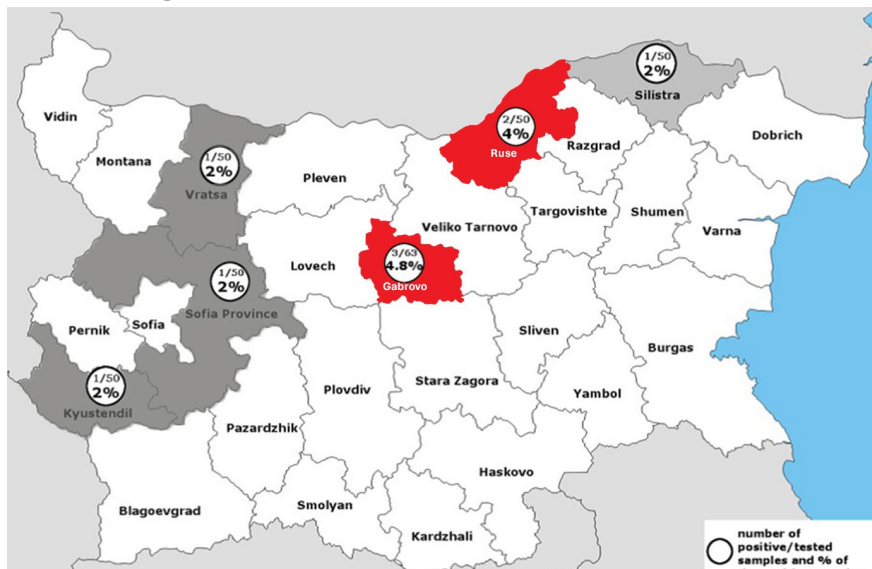 1/50
2%
Silistra
Vidin
2/50
4%
Ruse
Montana
Razgrad
Dobrich
1/50
2%
Vratsa
Pleven
Veliko Tarnovo
Targovishte
Shumen
Varna
Lovech
3/63
4.8%
Gabrovo
1/50
2%
Sofia Province
Pernik
Sofia
Sliven
Burgas
1/50
2%
Kyustendil
Plovdiv
Stara Zagora
Yambol
Pazardzhik
Haskovo
Blagoevgrad
Smolyan
Kardzhali
number of
positive/tested
samples and % of